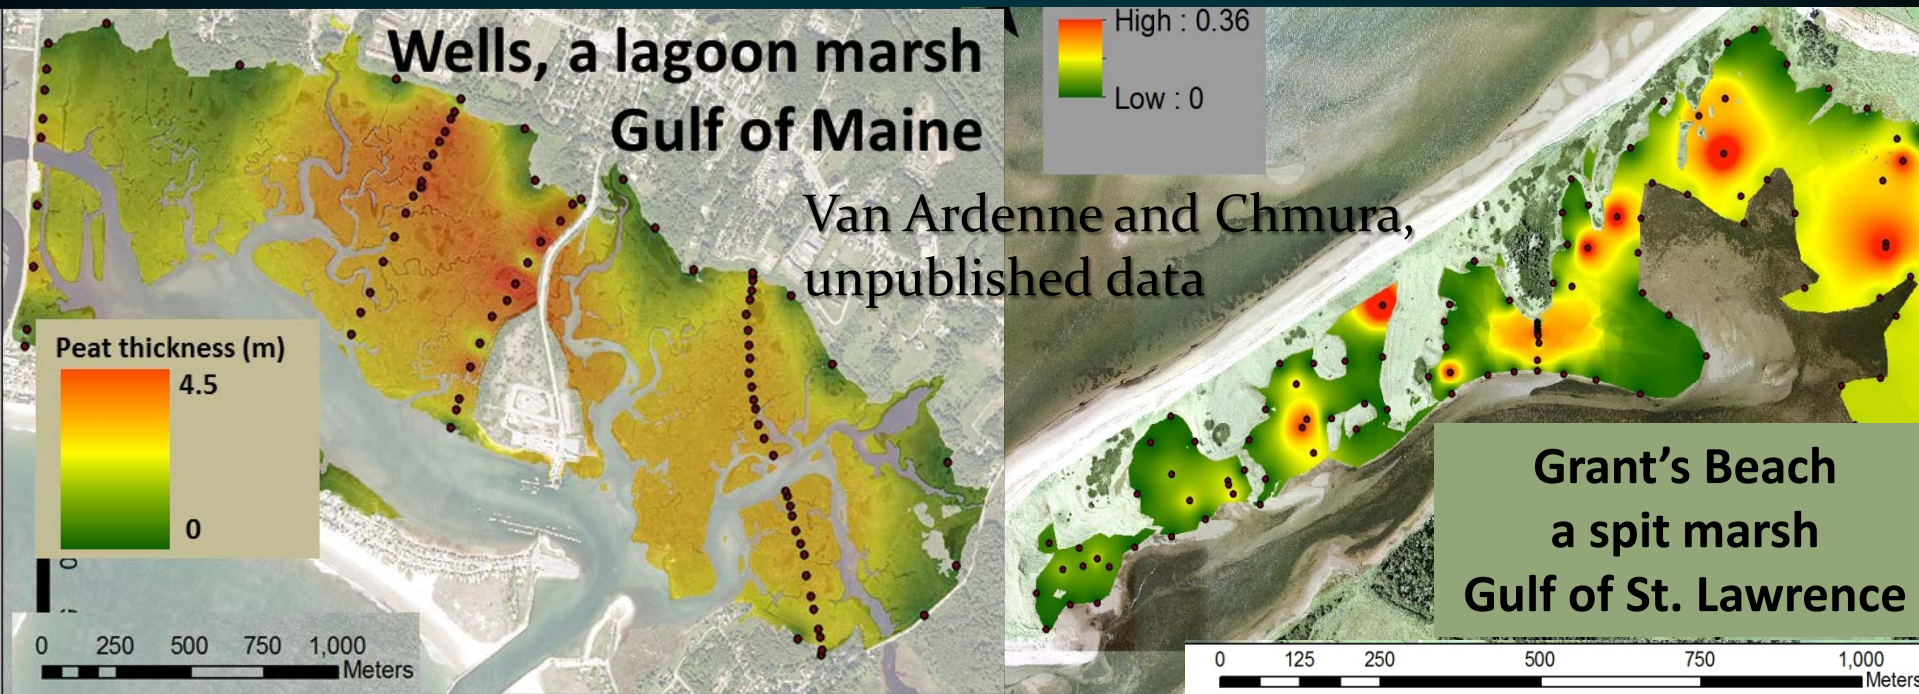 Wells, a lagoon marsh
Gulf of Maine
High : 0.36
Low : 0
Van Ardenne and Chmura,
unpublished data
Peat thickness (m)
4.5
0
0
0 250 500 750 1,000
Meters
Grant's Beach
a spit marsh
Gulf of St. Lawrence
0 125 250 500 750 1,000
Meters